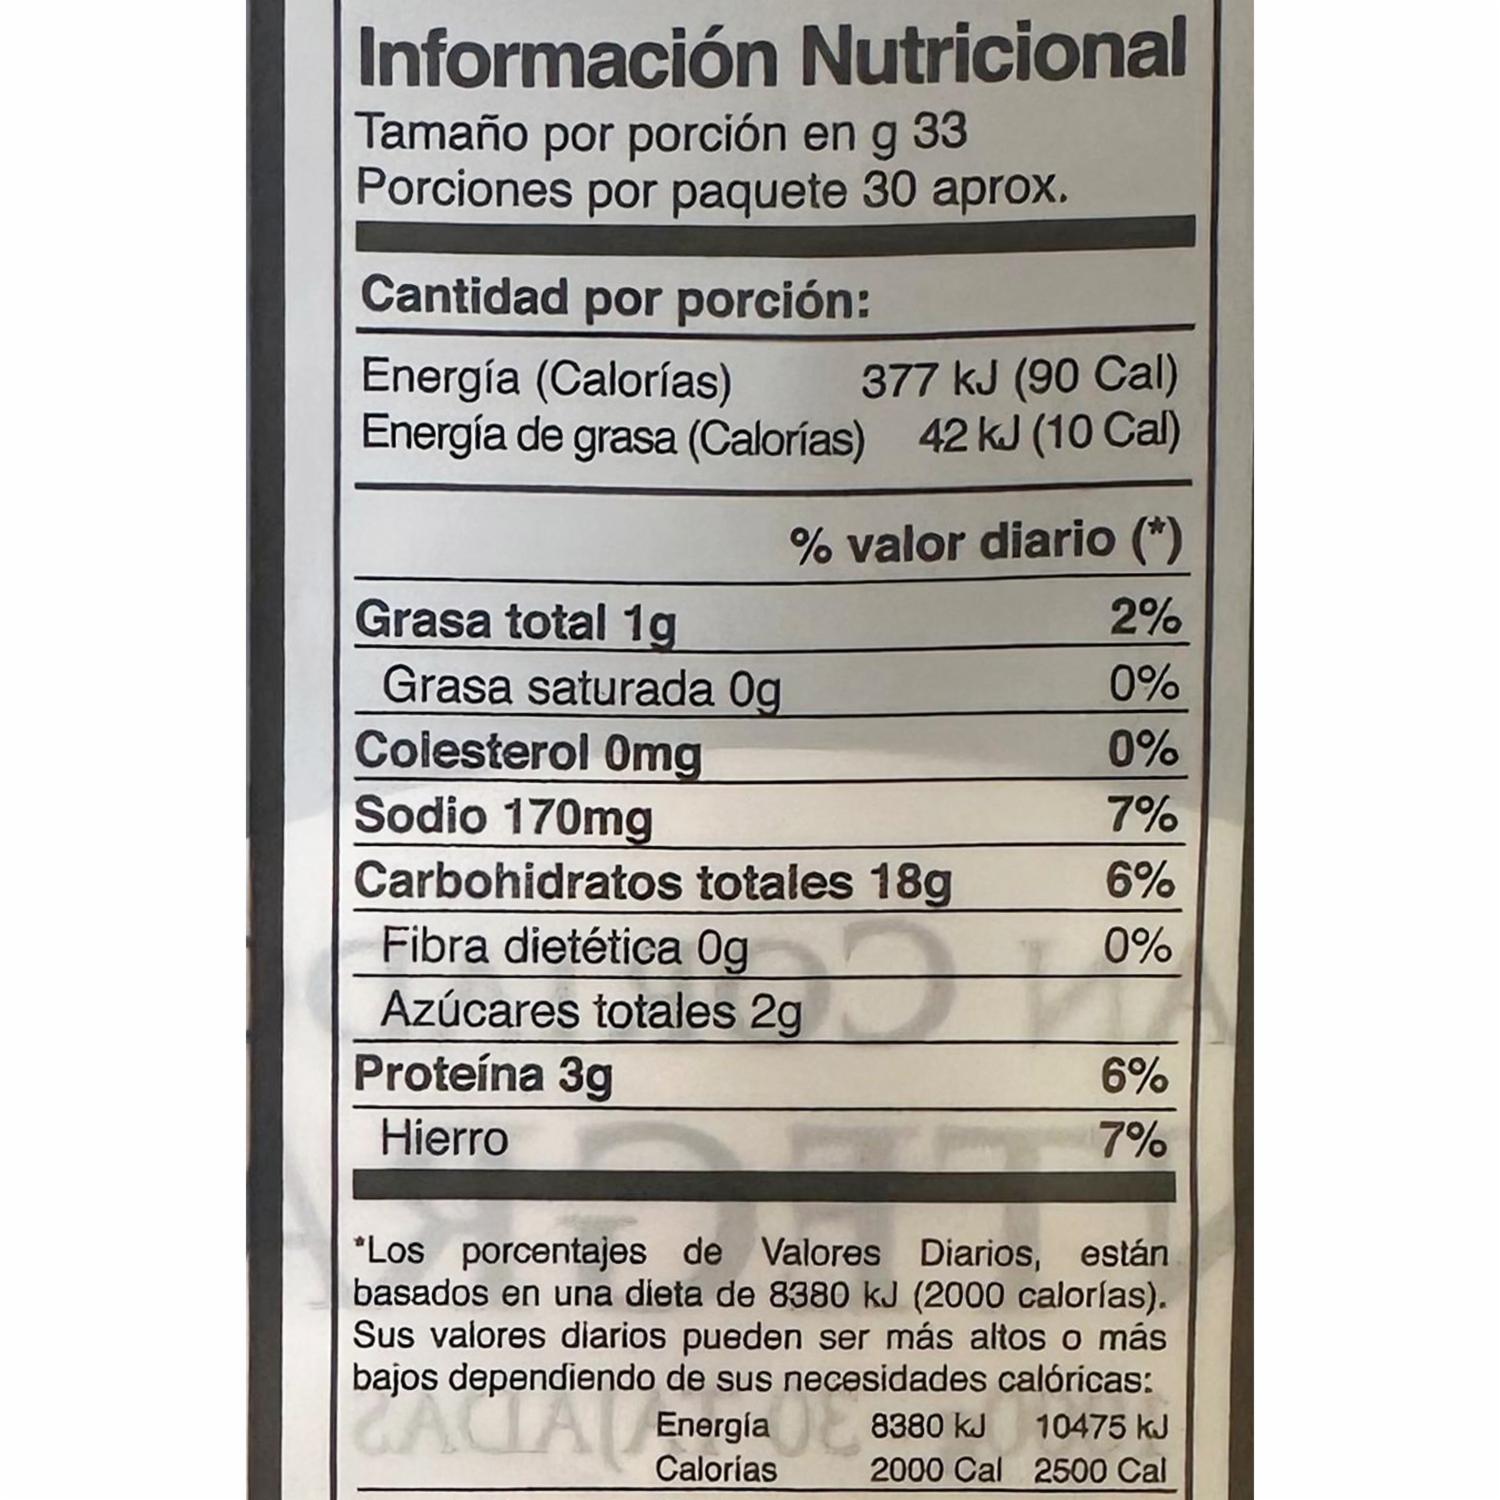 Información Nutricional
Tamaño por porción en g 33
Porciones por paquete 30 aprox.
Cantidad por porción:
Energía (Calorías) 377 kJ (90 Cal)
Energía de grasa (Calorías) 42 kJ (10 Cal)
% valor diario (*)
Grasa total 1g 2%
Grasa saturada 0g 0%
Colesterol 0mg 0%
Sodio 170mg 7%
Carbohidratos totales 18g 6%
Fibra dietética 0g 0%
Azúcares totales 2g
Proteína 3g 6%
Hierro 7%
*Los porcentajes de Valores Diarios, están
basados en una dieta de 8380 kJ (2000 calorías).
Sus valores diarios pueden ser más altos o más
bajos dependiendo de sus necesidades calóricas:
Energía 8380 kJ 10475 kJ
Calorías 2000 Cal 2500 Cal